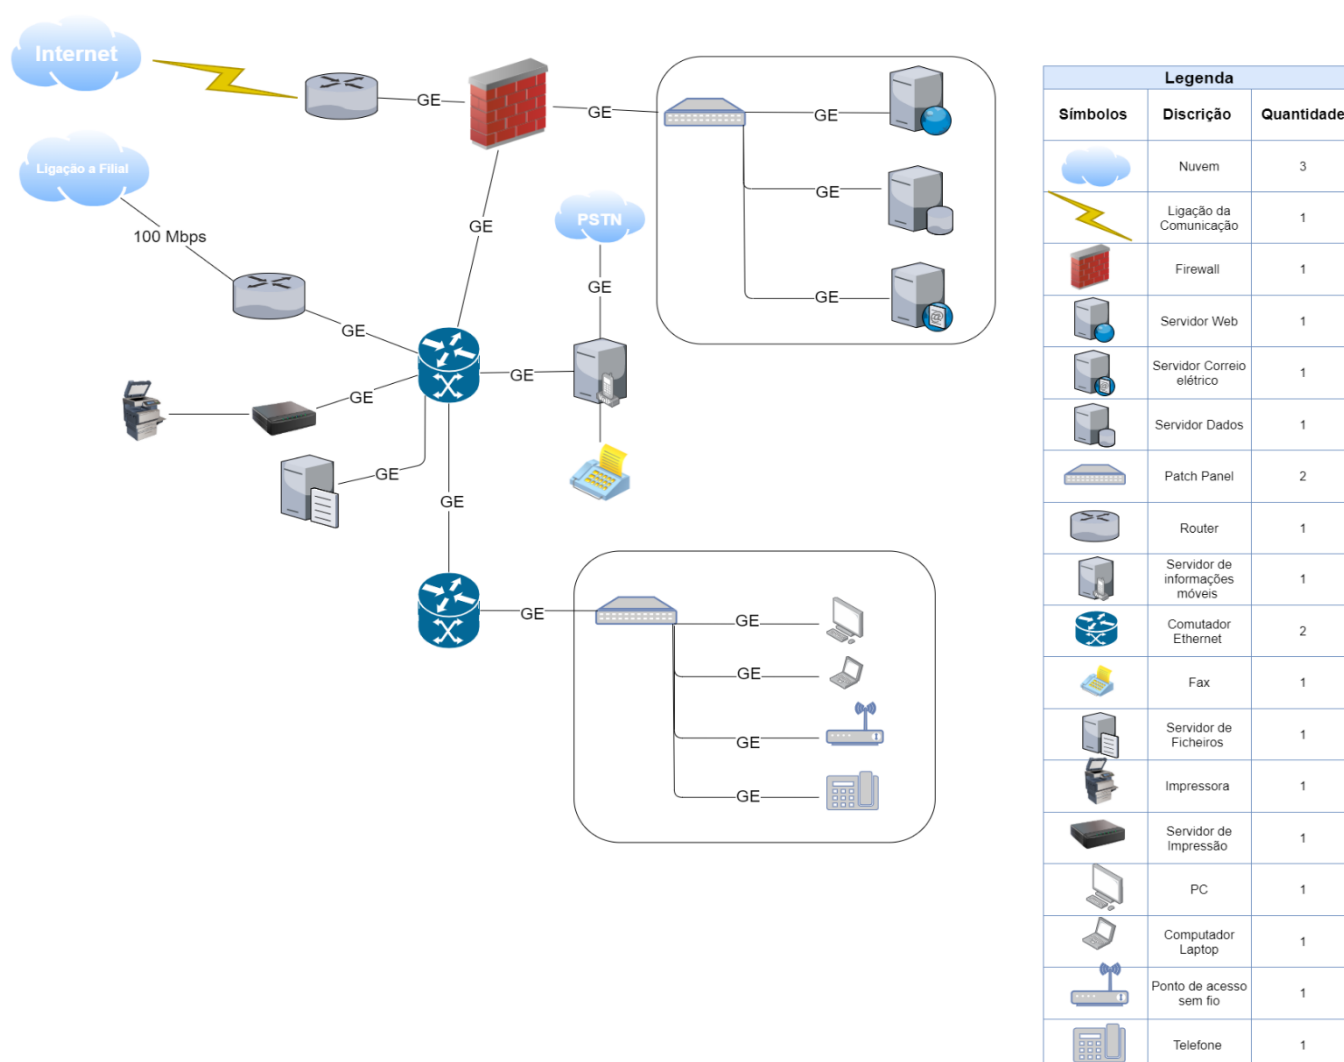 Internet
GE
GE
GE
GE
GE
Ligação a Filial
100 Mbps
GE
PSTN
GE
GE
GE
GE
GE
GE
GE
GE
GE
GE
GE
Legenda
Símbolos Discrição Quantidade
Nuvem 3
Ligação da
Comunicação 1
Firewall 1
Servidor Web 1
Servidor Correio
elétrico 1
Servidor Dados 1
Patch Panel 2
Router 1
Servidor de
informações
móveis 1
Comutador
Ethernet 2
Fax 1
Servidor de
Ficheiros 1
Impressora 1
Servidor de
Impressão 1
PC 1
Computador
Laptop 1
Ponto de acesso
sem fio 1
Telefone 1